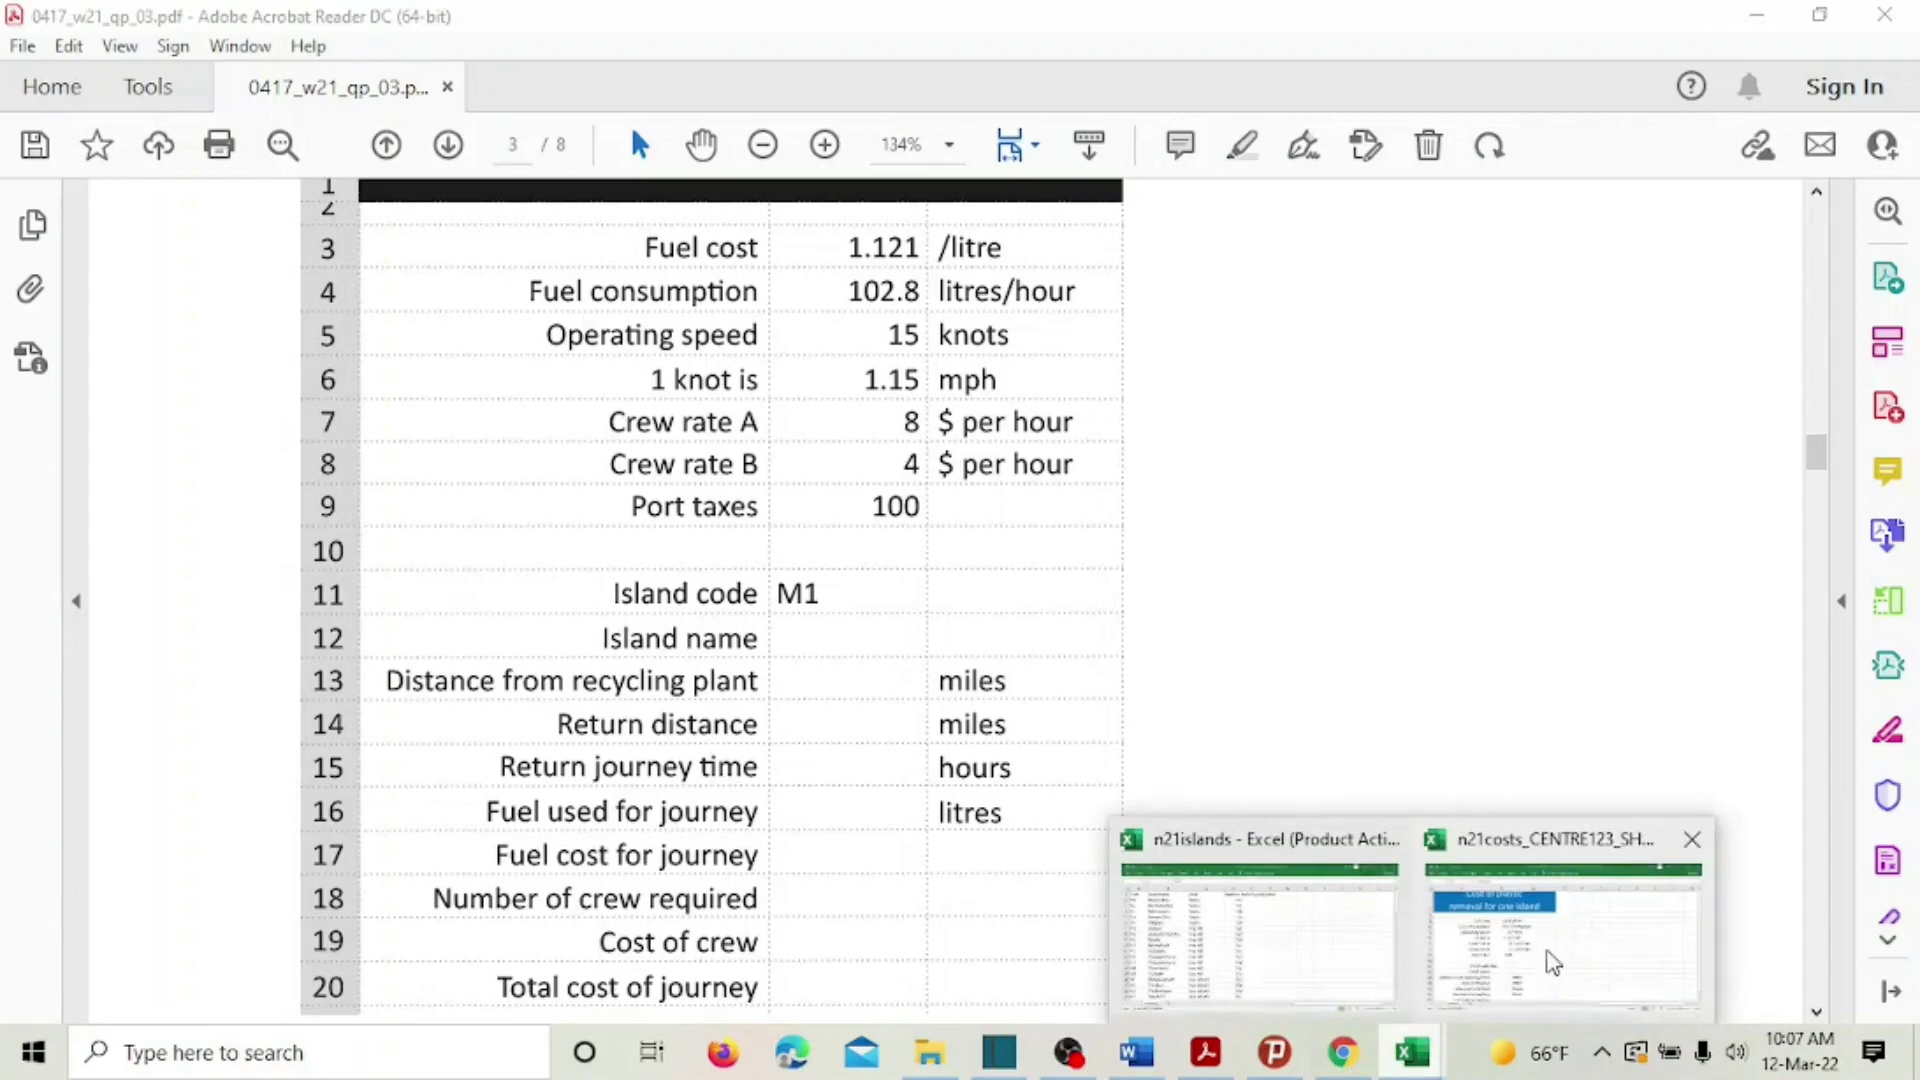 0417_w21_qp_03.pdf - Adobe Acrobat Reader DC (64-bit)
File Edit View Sign Window Help
Home Tools 0417_w21_qp_03.p... ×
Sign In
3 / 8 134%
1
2
3 Fuel cost 1.121 /litre
4 Fuel consumption 102.8 litres/hour
5 Operating speed 15 knots
6 1 knot is 1.15 mph
7 Crew rate A 8 $ per hour
8 Crew rate B 4 $ per hour
9 Port taxes 100
10
11 Island code M1
12 Island name
13 Distance from recycling plant miles
14 Return distance miles
15 Return journey time hours
16 Fuel used for journey litres
17 Fuel cost for journey
18 Number of crew required
19 Cost of crew
20 Total cost of journey
n21islands - Excel (Product Acti...
n21costs_CENTRE123_SH...
removal for one island
Type here to search
66°F
10:07 AM
12-Mar-22